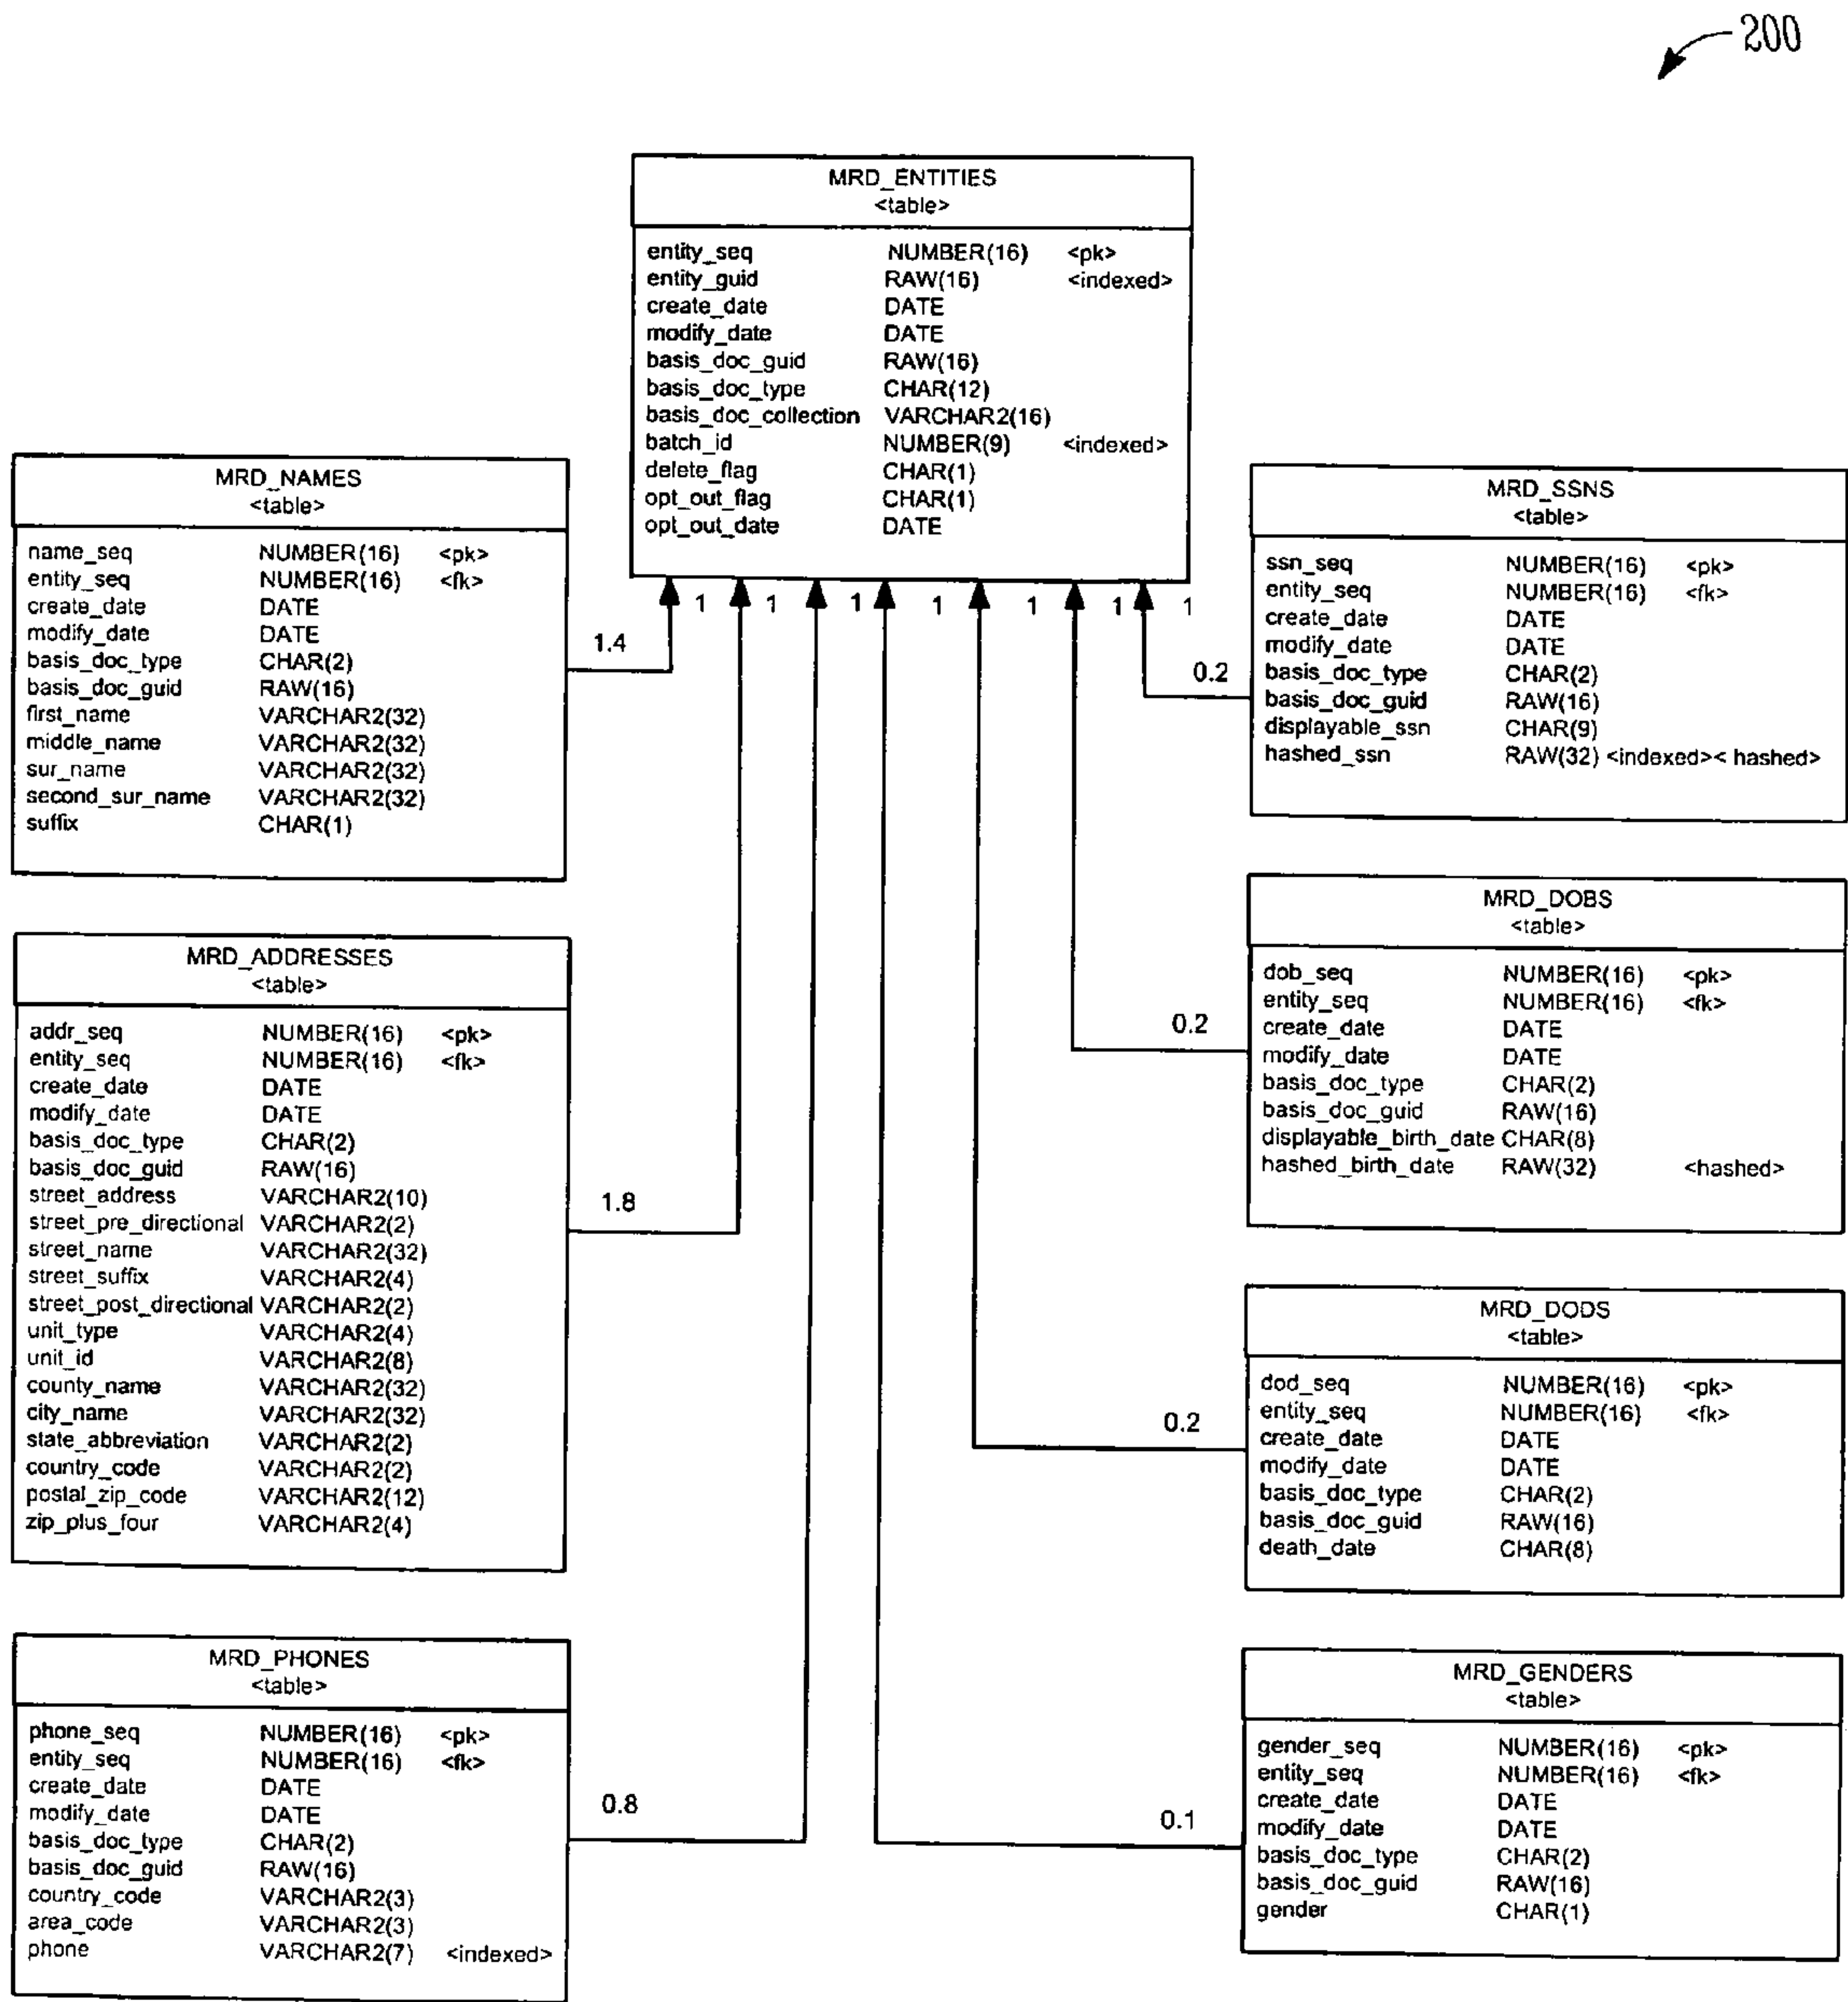 200
MRD_ENTITIES
<table>
entity_seq NUMBER(16) <pk>
entity_guid RAW(16) <indexed>
create_date DATE
modify_date DATE
basis_doc_guid RAW(16)
basis_doc_type CHAR(12)
basis_doc_collection VARCHAR2(16)
batch_id NUMBER(9) <indexed>
delete_flag CHAR(1)
opt_out_flag CHAR(1)
opt_out_date DATE
1 1 1 1 1 1 1
MRD_NAMES
<table>
name_seq NUMBER(16) <pk>
entity_seq NUMBER(16) <fk>
create_date DATE
modify_date DATE
basis_doc_type CHAR(2)
basis_doc_guid RAW(16)
first_name VARCHAR2(32)
middle_name VARCHAR2(32)
sur_name VARCHAR2(32)
second_sur_name VARCHAR2(32)
suffix CHAR(1)
1.4
MRD_ADDRESSES
<table>
addr_seq NUMBER(16) <pk>
entity_seq NUMBER(16) <fk>
create_date DATE
modify_date DATE
basis_doc_type CHAR(2)
basis_doc_guid RAW(16)
street_address VARCHAR2(10)
street_pre_directional VARCHAR2(2)
street_name VARCHAR2(32)
street_suffix VARCHAR2(4)
street_post_directional VARCHAR2(2)
unit_type VARCHAR2(4)
unit_id VARCHAR2(8)
county_name VARCHAR2(32)
city_name VARCHAR2(32)
state_abbreviation VARCHAR2(2)
country_code VARCHAR2(2)
postal_zip_code VARCHAR2(12)
zip_plus_four VARCHAR2(4)
1.8
MRD_PHONES
<table>
phone_seq NUMBER(16) <pk>
entity_seq NUMBER(16) <fk>
create_date DATE
modify_date DATE
basis_doc_type CHAR(2)
basis_doc_guid RAW(16)
country_code VARCHAR2(3)
area_code VARCHAR2(3)
phone VARCHAR2(7) <indexed>
0.8
MRD_SSNS
<table>
ssn_seq NUMBER(16) <pk>
entity_seq NUMBER(16) <fk>
create_date DATE
modify_date DATE
basis_doc_type CHAR(2)
basis_doc_guid RAW(16)
displayable_ssn CHAR(9)
hashed_ssn RAW(32) <indexed>< hashed>
0.2
MRD_DOBS
<table>
dob_seq NUMBER(16) <pk>
entity_seq NUMBER(16) <fk>
create_date DATE
modify_date DATE
basis_doc_type CHAR(2)
basis_doc_guid RAW(16)
displayable_birth_date CHAR(8)
hashed_birth_date RAW(32) <hashed>
0.2
MRD_DODS
<table>
dod_seq NUMBER(16) <pk>
entity_seq NUMBER(16) <fk>
create_date DATE
modify_date DATE
basis_doc_type CHAR(2)
basis_doc_guid RAW(16)
death_date CHAR(8)
0.2
MRD_GENDERS
<table>
gender_seq NUMBER(16) <pk>
entity_seq NUMBER(16) <fk>
create_date DATE
modify_date DATE
basis_doc_type CHAR(2)
basis_doc_guid RAW(16)
gender CHAR(1)
0.1